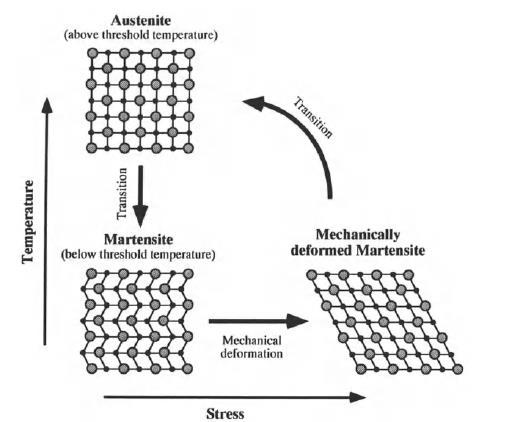 Austenite
(above threshold temperature)
Transition
Temperature
Transition
Martensite
(below threshold temperature)
Mechanically
deformed Martensite
Mechanical
deformation
Stress